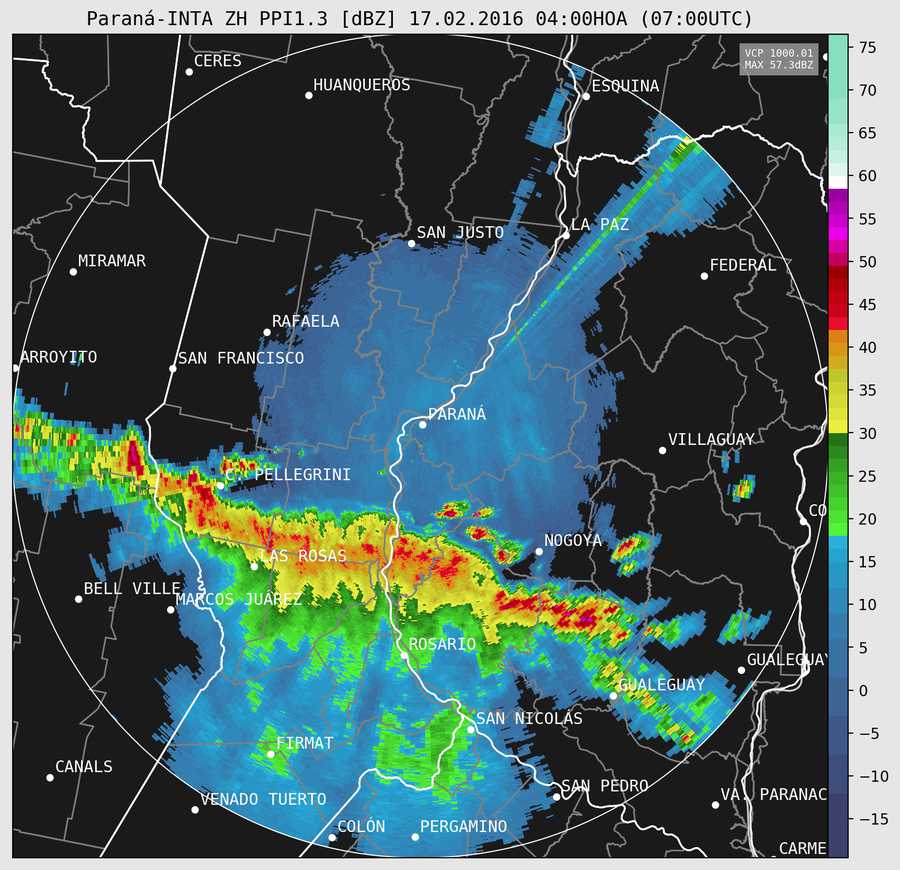 Paraná-INTA ZH PPI1.3 [dBZ] 17.02.2016 04:00HOA (07:00UTC)
VCP 1000.01
MAX 57.3dBZ
CERES
HUANQUEROS
ESQUINA
SAN JUSTO
LA PAZ
MIRAMAR
FEDERAL
RAFAELA
ARROYITO
SAN FRANCISCO
PARANÁ
VILLAGUAY
PELLEGRINI
CO
NOGOYA
LAS ROSAS
BELL VILLE
MARCOS JUÁREZ
ROSARIO
GUALEGUAY
GUALEGUAY
SAN NICOLÁS
FIRMAT
CANALS
SAN PEDRO
VENADO TUERTO
VA. PARANAC
COLÓN
PERGAMINO
CARME
75
70
65
60
55
50
45
40
35
30
25
20
15
10
5
0
−5
−10
−15